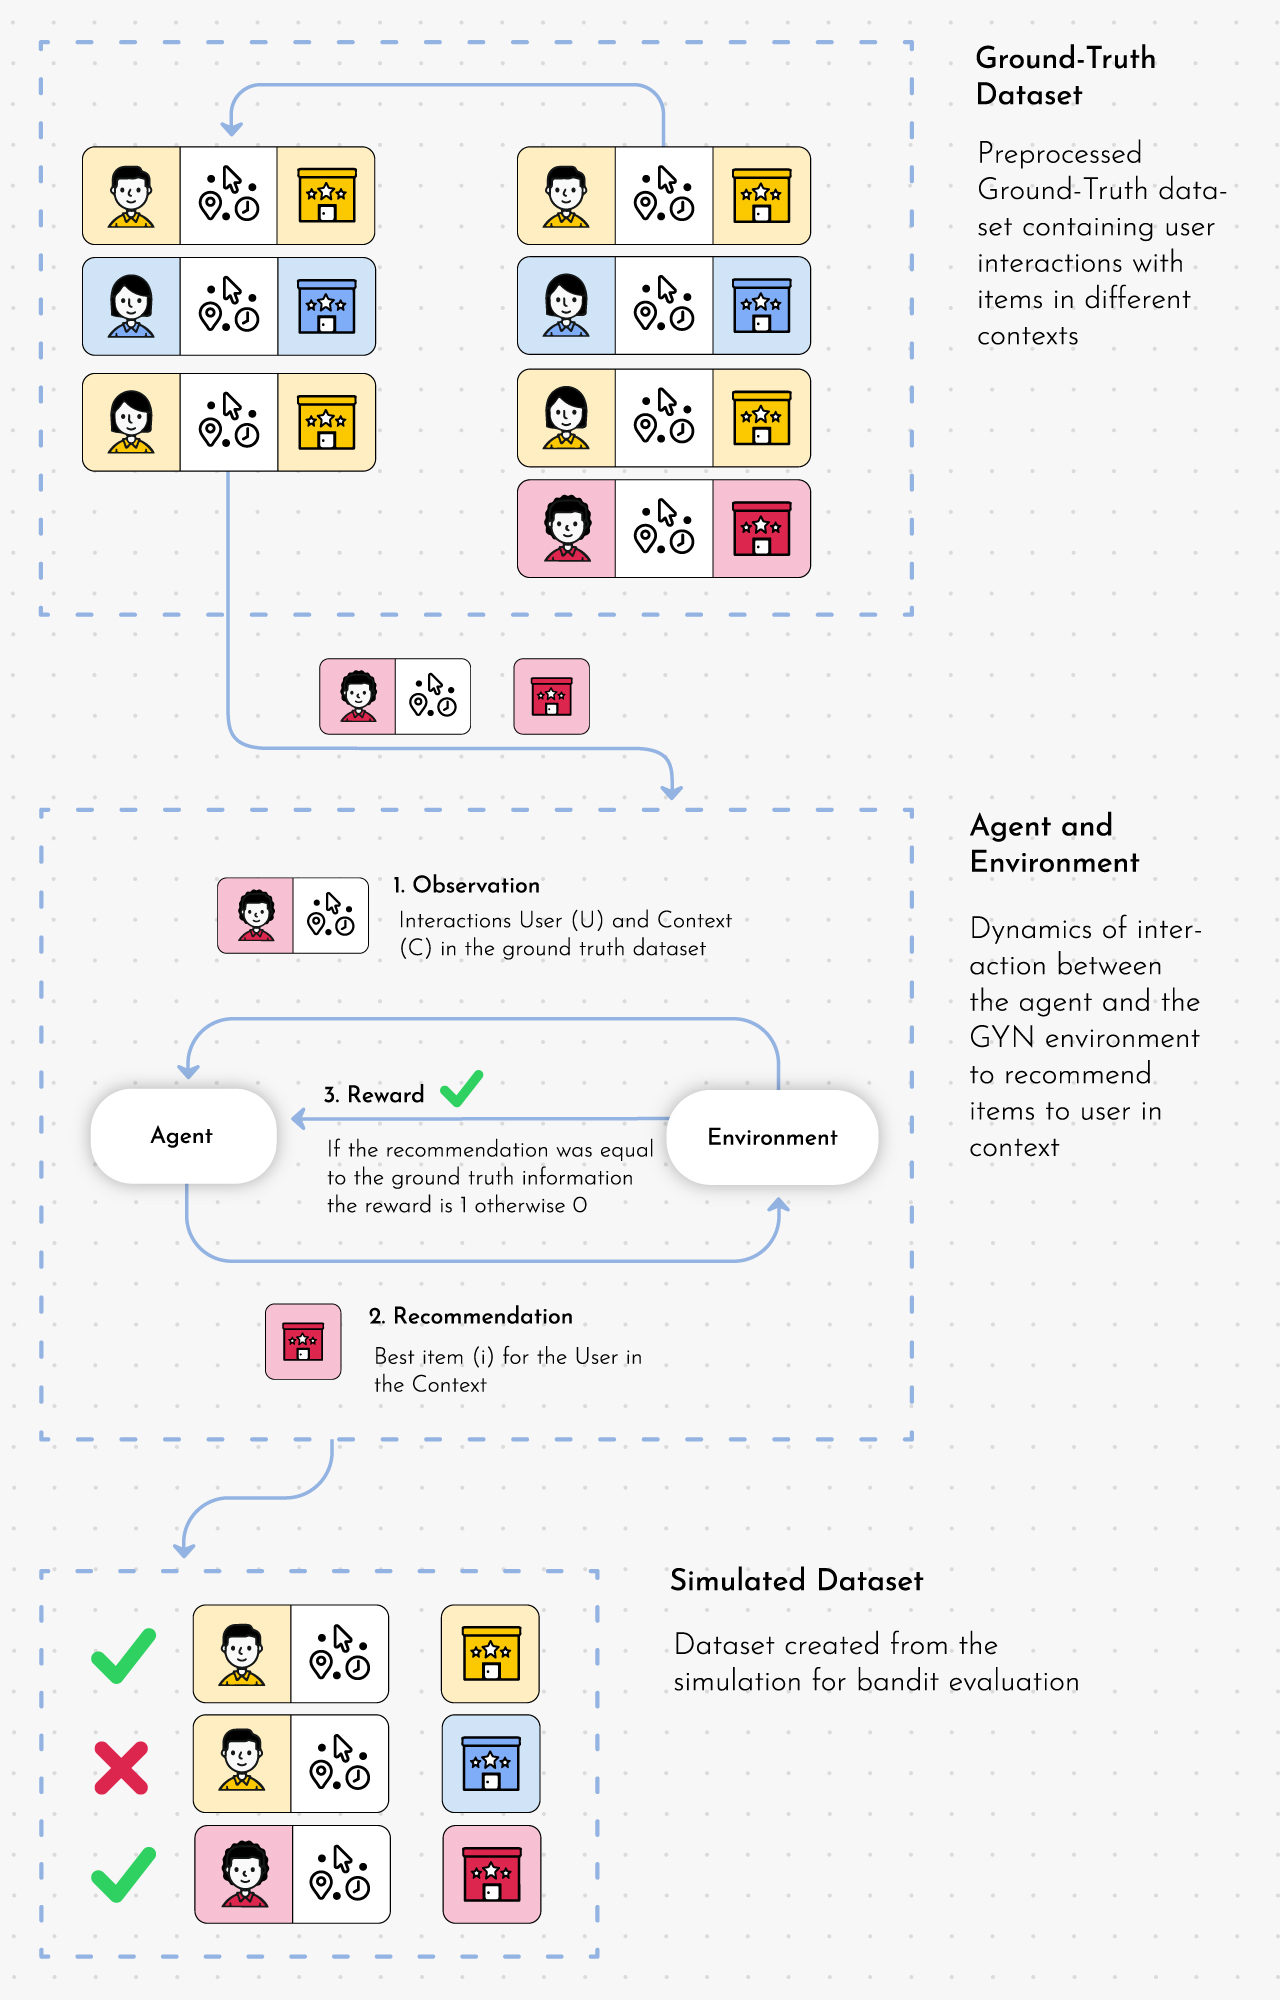 Ground-Truth
Dataset
Preprocessed
Ground-Truth data-
set containing user
interactions with
items in different
contexts
Agent and
Environment
Dynamics of inter-
action between
the agent and the
GYN environment
to recommend
items to user in
context
1. Observation
Interactions User (U) and Context
(C) in the ground truth dataset
3. Reward
Agent
Environment
If the recommendation was equal
to the ground truth information
the reward is 1 otherwise 0
2. Recommendation
Best item (i) for the User in
the Context
Simulated Dataset
Dataset created from the
simulation for bandit evaluation